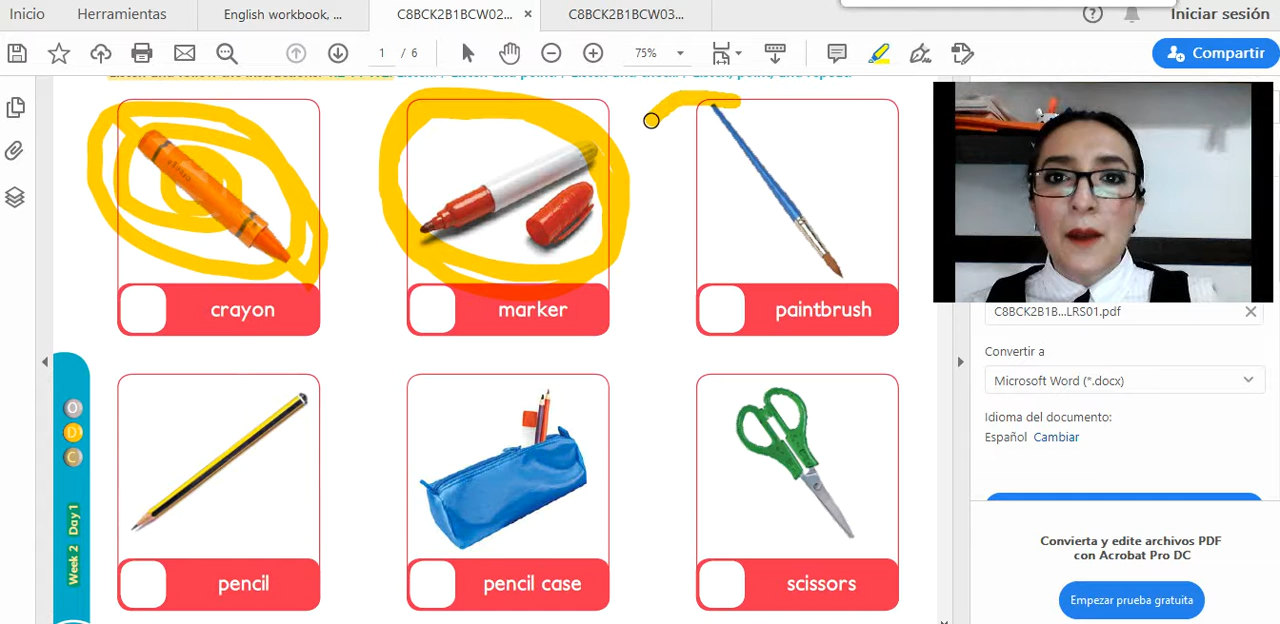 Inicio Herramientas English workbook, ... C8BCK2B1BCW02... × C8BCK2B1BCW03... Iniciar sesión
1 / 6 75% Compartir
crayon marker paintbrush
pencil pencil case scissors
O
D
C
Week 2 Day 1
C8BCK2B1B...LRS01.pdf
Convertir a
Microsoft Word (*.docx)
Idioma del documento:
Español Cambiar
Convierta y edite archivos PDF
con Acrobat Pro DC
Empezar prueba gratuita